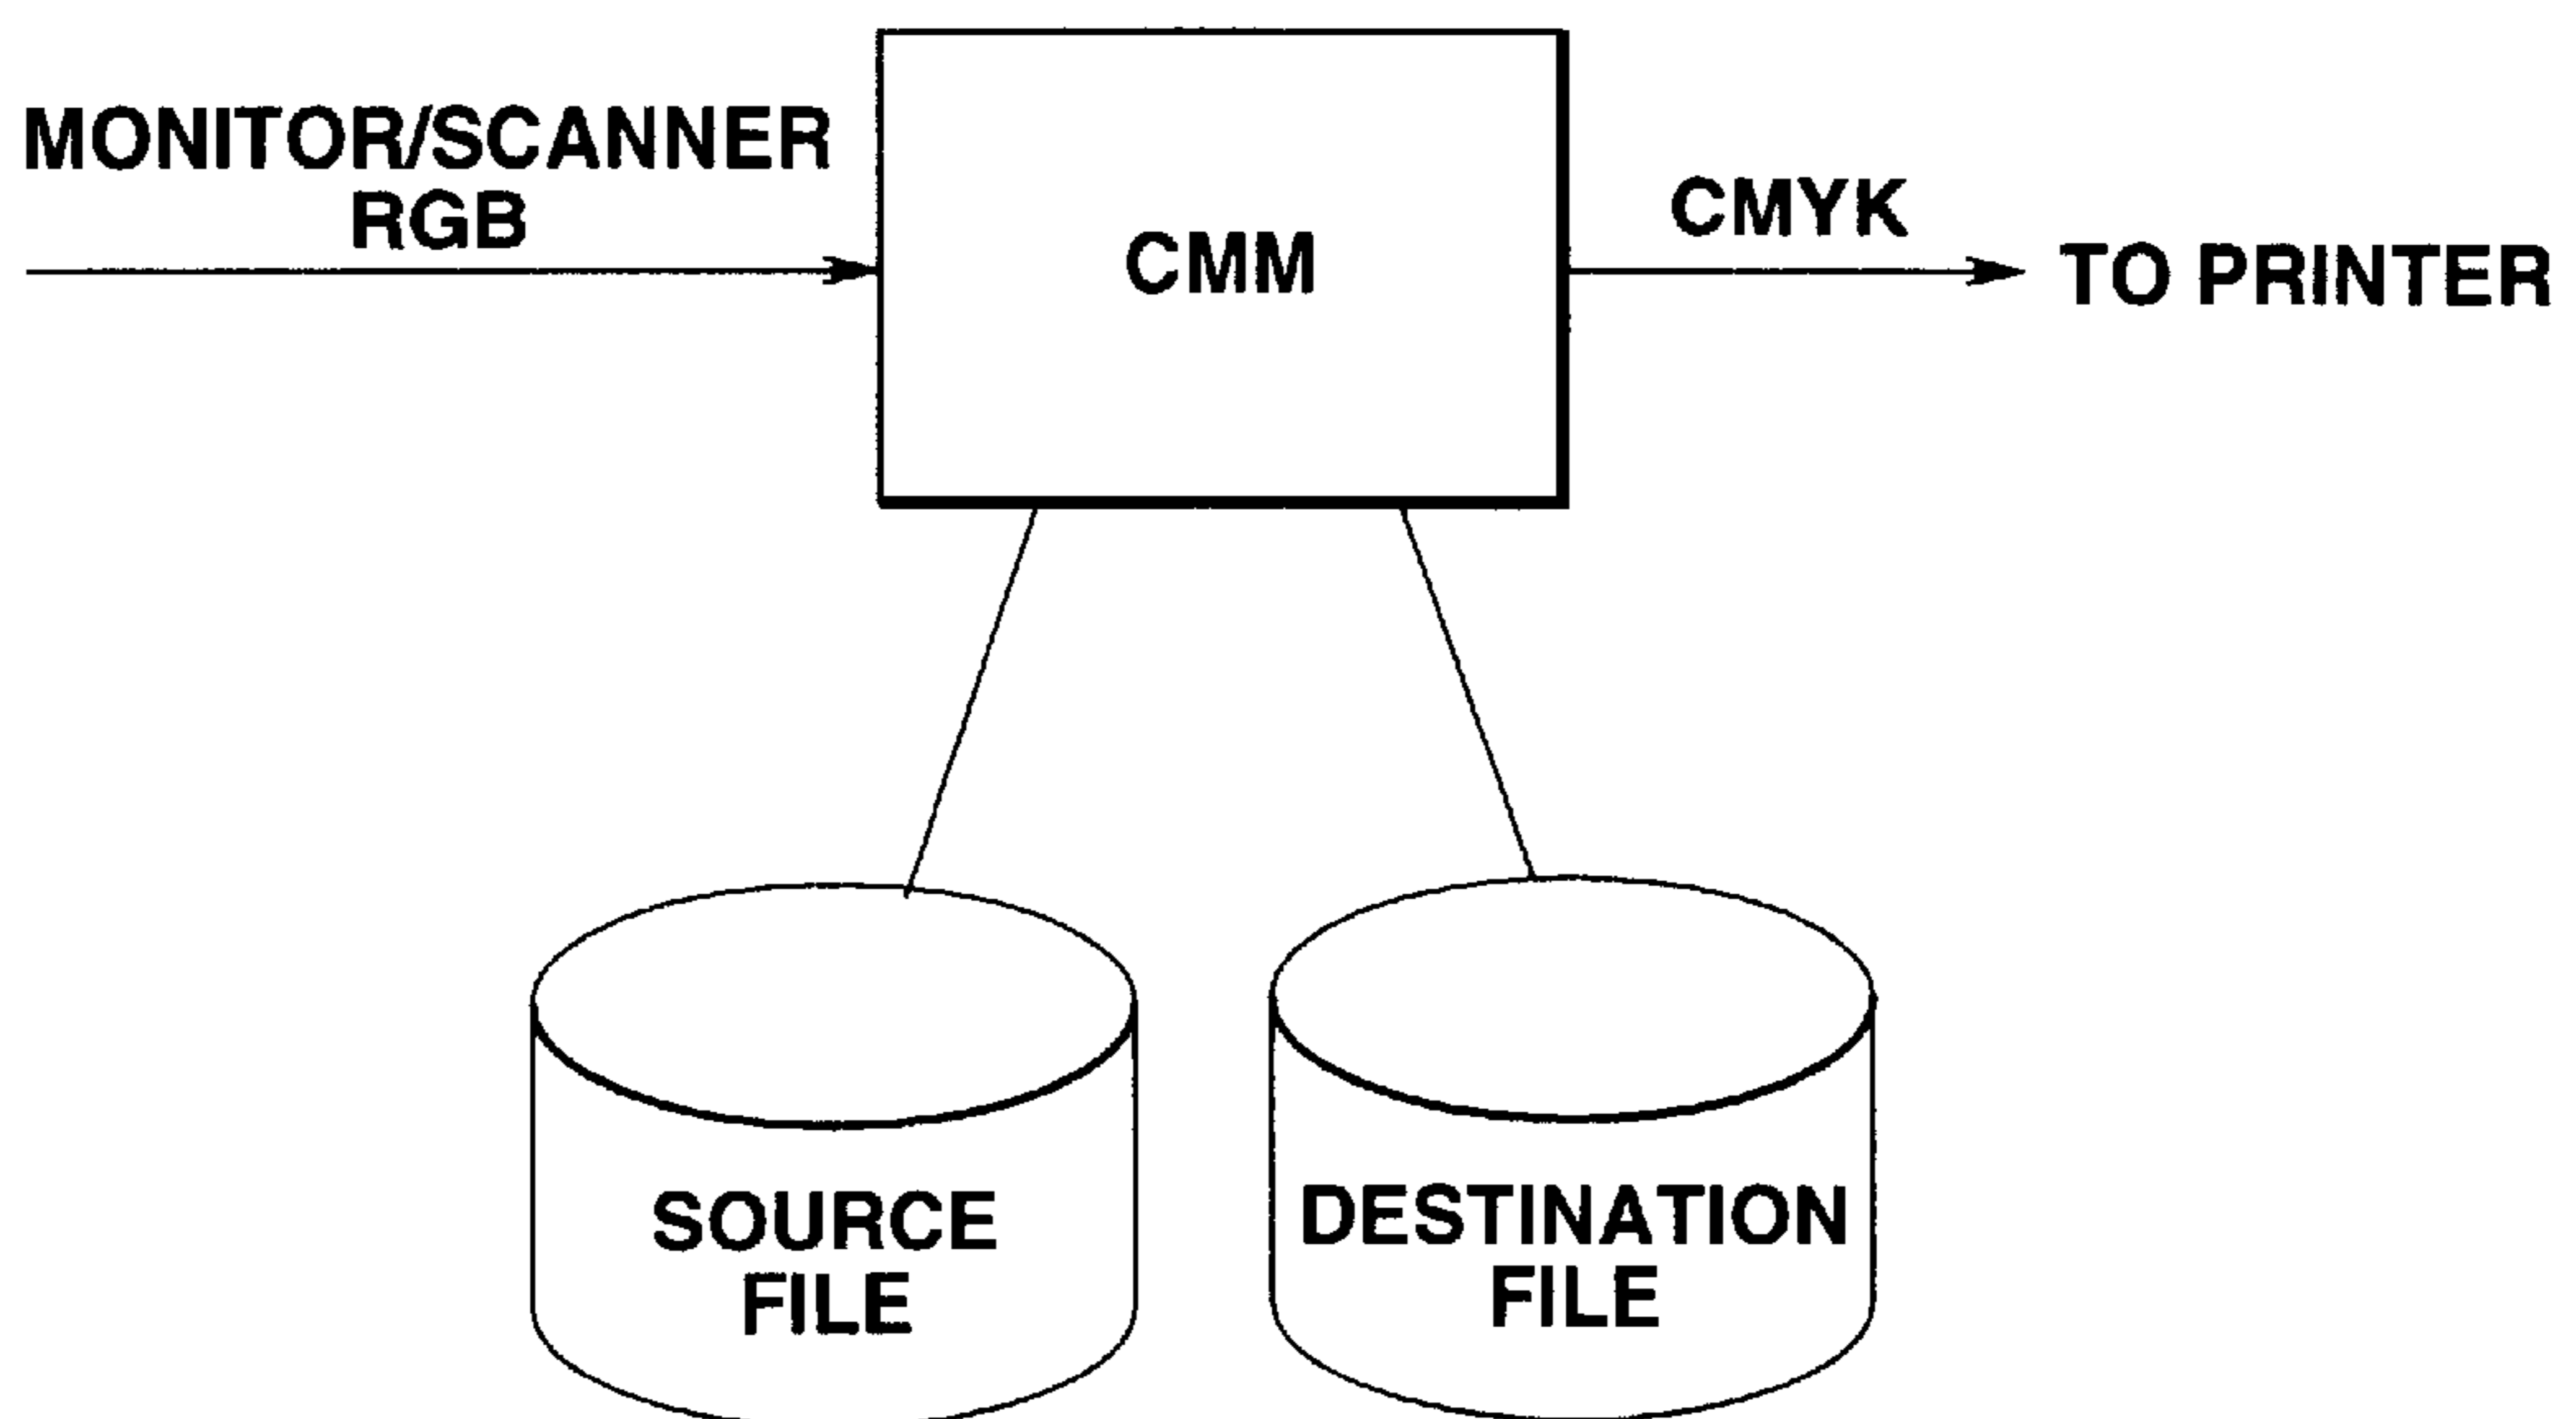 MONITOR/SCANNER
RGB
CMM
CMYK
TO PRINTER
SOURCE
FILE
DESTINATION
FILE